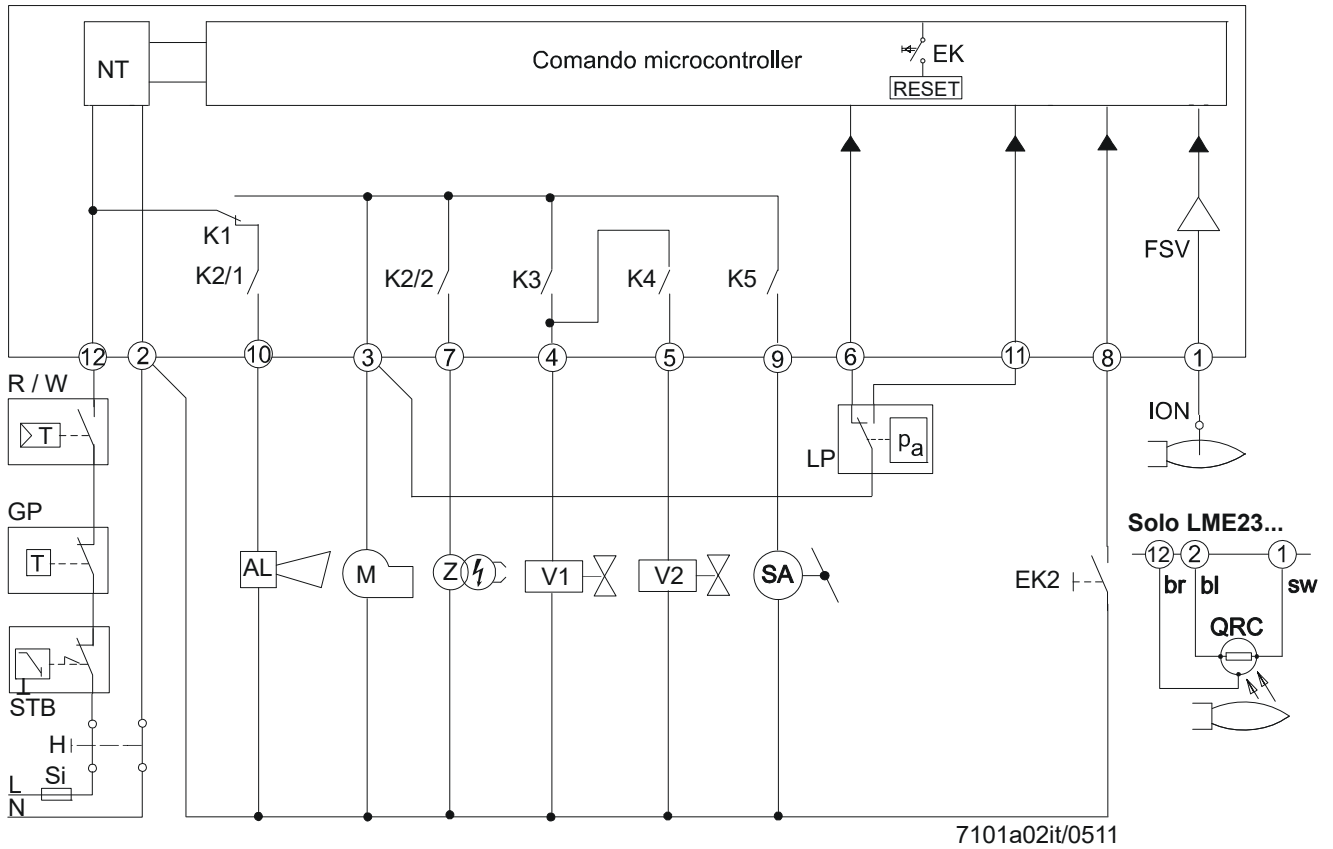 NT
Comando microcontroller
EK
RESET
FSV
K1
K2/1
K2/2
K3
K4
K5
12
2
10
3
7
4
5
9
6
11
8
1
R / W
T
LP
pa
ION
GP
T
Solo LME23...
12
2
1
br
bl
sw
AL
M
Z
V1
V2
SA
EK2
QRC
STB
H
Si
L
N
7101a02it/0511